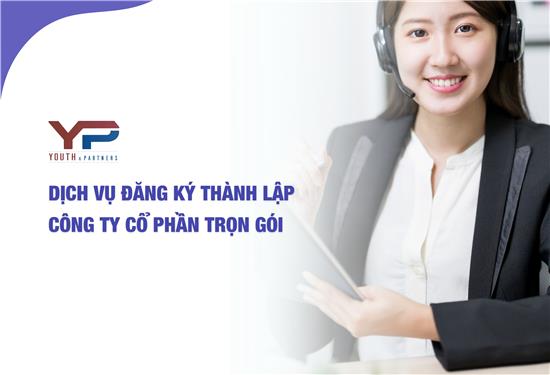 YP
YOUTH & PARTNERS
DỊCH VỤ ĐĂNG KÝ THÀNH LẬP
CÔNG TY CỔ PHẦN TRỌN GÓI